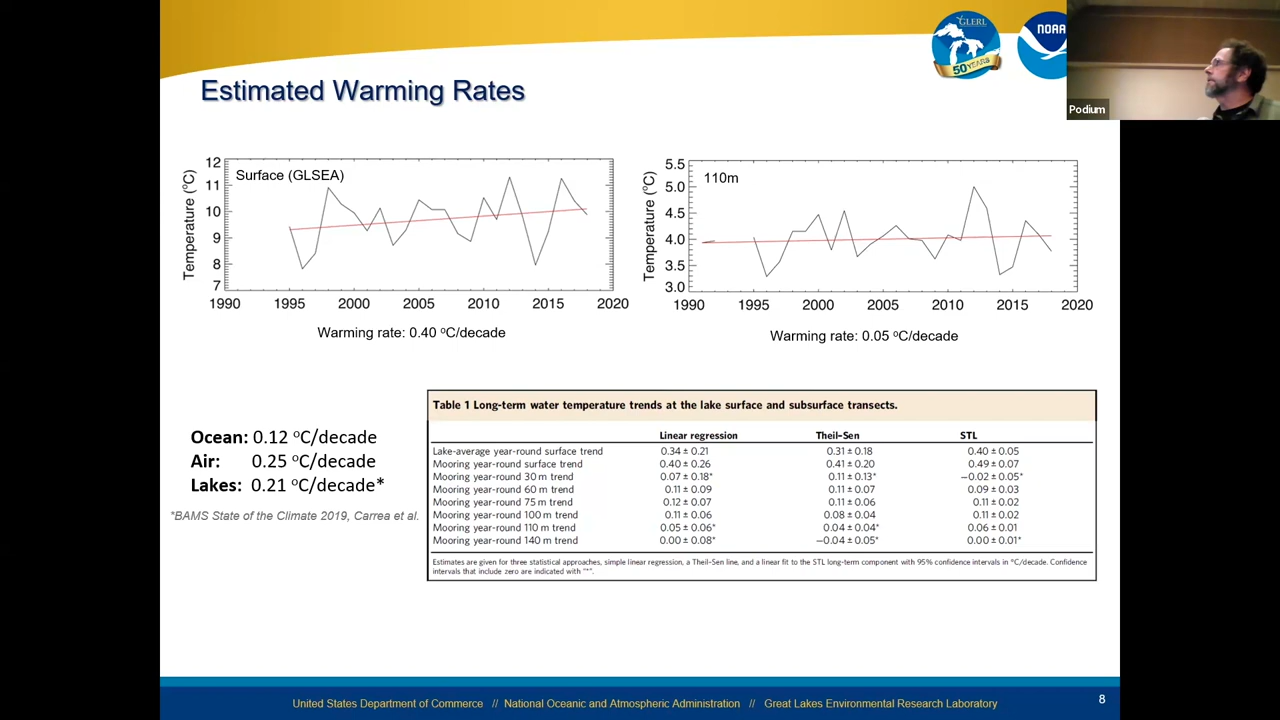 GLERL
50 YEARS
NOAA
Podium
Estimated Warming Rates
Surface (GLSEA)
Temperature (°C)
12
11
10
9
8
7
1990 1995 2000 2005 2010 2015 2020
Warming rate: 0.40 °C/decade
110m
Temperature (°C)
5.5
5.0
4.5
4.0
3.5
3.0
1990 1995 2000 2005 2010 2015 2020
Warming rate: 0.05 °C/decade
Ocean: 0.12 °C/decade
Air: 0.25 °C/decade
Lakes: 0.21 °C/decade*
*BAMS State of the Climate 2019, Carrea et al.
Table 1 Long-term water temperature trends at the lake surface and subsurface transects.
Linear regression Theil–Sen STL
Lake-average year-round surface trend 0.34 ± 0.21 0.31 ± 0.18 0.40 ± 0.05
Mooring year-round surface trend 0.40 ± 0.26 0.41 ± 0.20 0.49 ± 0.07
Mooring year-round 30 m trend 0.07 ± 0.18* 0.11 ± 0.13* −0.02 ± 0.05*
Mooring year-round 60 m trend 0.11 ± 0.09 0.11 ± 0.07 0.09 ± 0.03
Mooring year-round 75 m trend 0.12 ± 0.07 0.11 ± 0.06 0.11 ± 0.02
Mooring year-round 100 m trend 0.11 ± 0.06 0.08 ± 0.04 0.11 ± 0.02
Mooring year-round 110 m trend 0.05 ± 0.06* 0.04 ± 0.04* 0.06 ± 0.01
Mooring year-round 140 m trend 0.00 ± 0.08* −0.04 ± 0.05* 0.00 ± 0.01*
Estimates are given for three statistical approaches, simple linear regression, a Theil–Sen line, and a linear fit to the STL long-term component with 95% confidence intervals in °C/decade. Confidence
intervals that include zero are indicated with "*".
United States Department of Commerce // National Oceanic and Atmospheric Administration // Great Lakes Environmental Research Laboratory
8